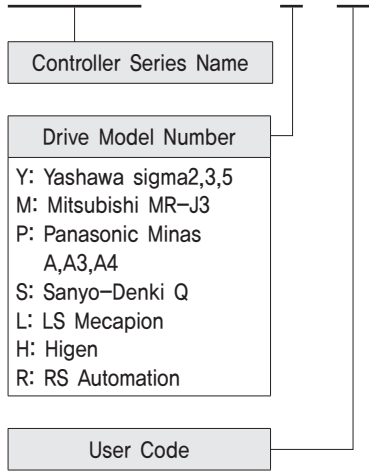 Controller Series Name
Drive Model Number
Y: Yashawa sigma2,3,5
M: Mitsubishi MR-J3
P: Panasonic Minas
A,A3,A4
S: Sanyo-Denki Q
L: LS Mecapion
H: Higen
R: RS Automation
User Code